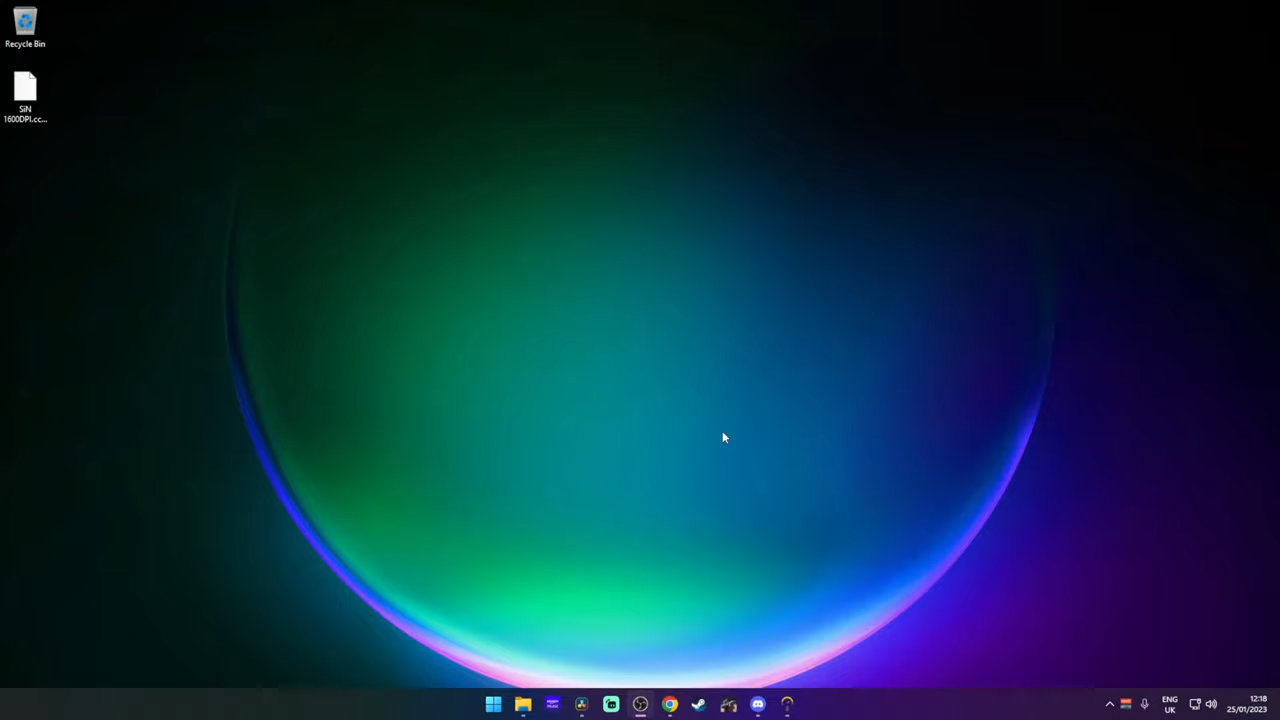 Recycle Bin
SiN
1600DPI.cc...
ENG
UK
12:18
25/01/2023